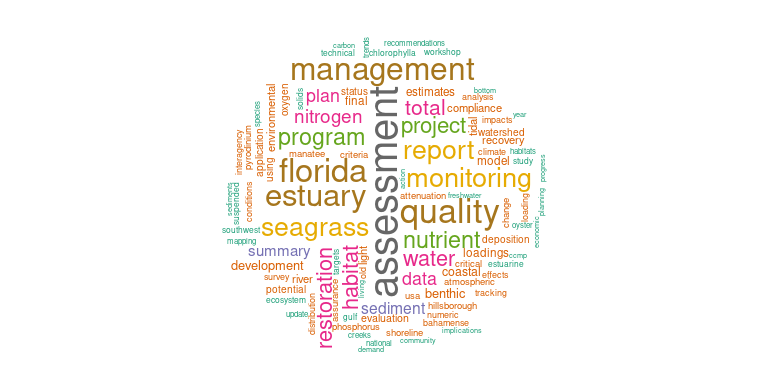 carbon
trends
recommendations
technical
chlorophylla
workshop
management
bottom
oxygen
solids
plan
status
final
assessment
estimates
analysis
species
environmental
nitrogen
total
compliance
year
interagency
pyrodinium
application
using
program
project
tidal
impacts
watershed
recovery
manatee
criteria
report
climate
habitats
model
study
florida
action
monitoring
progress
sediments
suspended
conditions
estuary
attenuation
freshwater
quality
change
loading
planning
southwest
seagrass
oyster
economic
mapping
nutrient
deposition
summary
restoration
targets
habitat
light
old
water
loadings
ccmp
development
critical
estuarine
survey
river
living
data
coastal
effects
atmospheric
potential
assurance
usa
benthic
tracking
ecosystem
distribution
sediment
hillsborough
update
gulf
evaluation
numeric
bahamense
phosphorus
creeks
shoreline
implications
national
community
demand